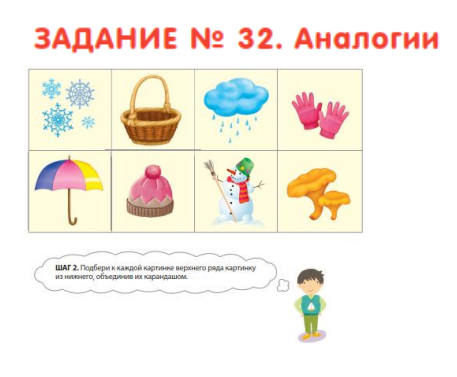 ЗАДАНИЕ № 32. Аналогии
ШАГ 2. Подбери к каждой картинке верхнего ряда картинку
из нижнего, объединив их карандашом.